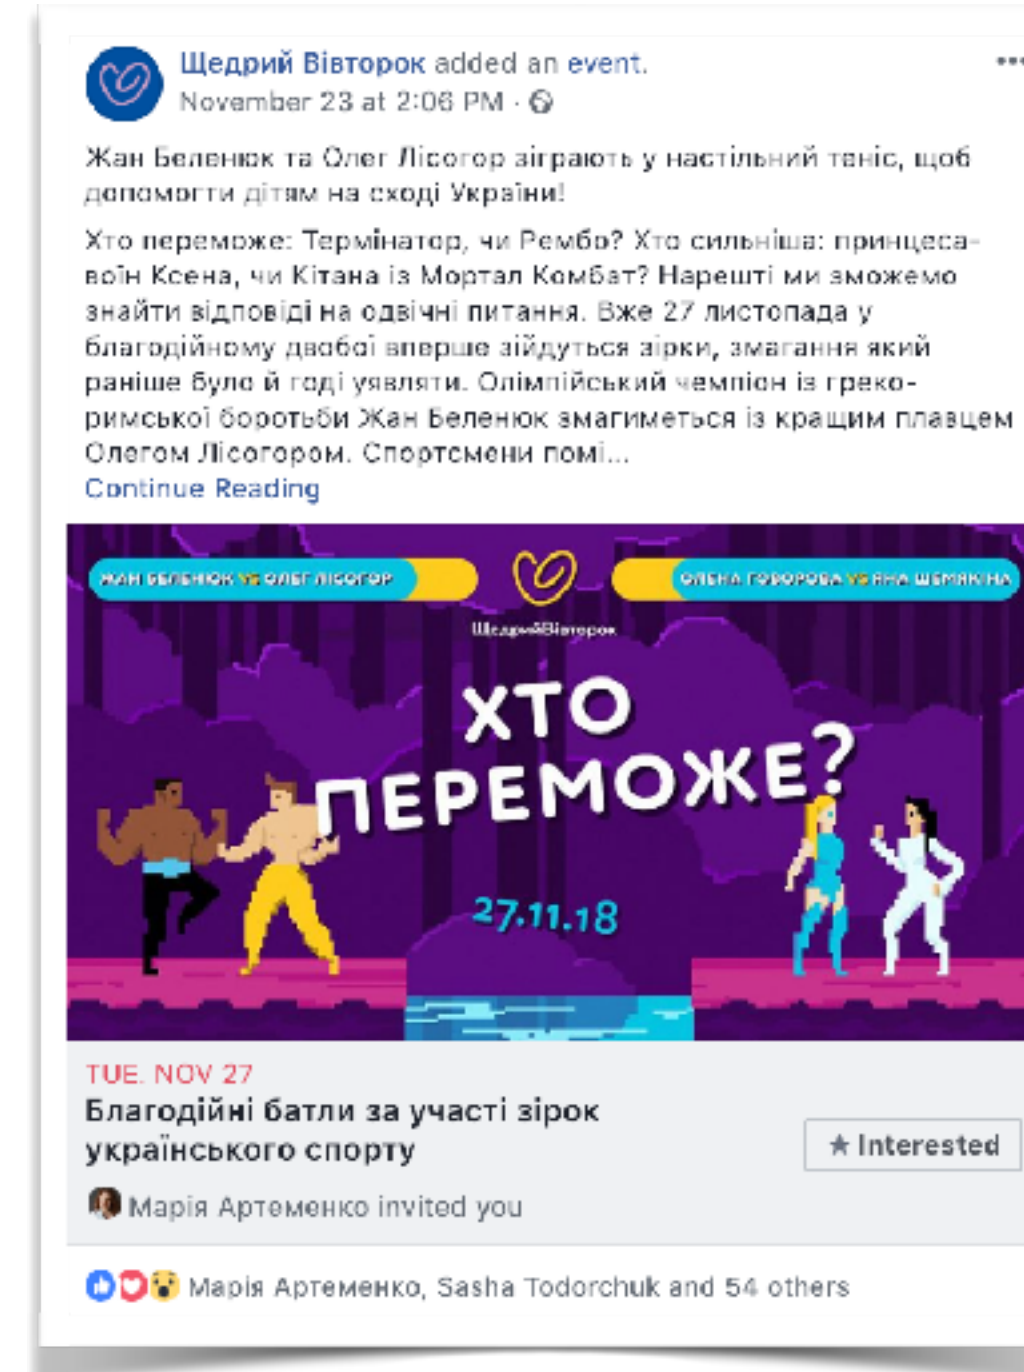 Щедрий Вівторок added an event.
November 23 at 2:06 PM ·
Жан Беленюк та Олег Лісогор зіграють у настільний теніс, щоб
допомогти дітям на сході України!
Хто переможе: Термінатор, чи Рембо? Хто сильніша: принцеса-
воїн Ксена, чи Кітана із Мортал Комбат? Нарешті ми зможемо
знайти відповіді на одвічні питання. Вже 27 листопада у
благодійному двобої вперше зійдуться зірки, змагання який
раніше було й годі уявляти. Олімпійський чемпіон із греко-
римської боротьби Жан Беленюк змагиметься із кращим плавцем
Олегом Лісогором. Спортсмени помі...
Continue Reading
ЖАН БЕЛЕНЮК VS ОЛЕГ ЛІСОГОР
ОЛЕНА ГОВОРОВА VS ЯНА ШЕМЯКІНА
ЩедрийВівторок
ХТО
ПЕРЕМОЖЕ?
27.11.18
TUE. NOV 27
Благодійні батли за участі зірок
українського спорту
★ Interested
Марія Артеменко invited you
Марія Артеменко, Sasha Todorchuk and 54 others